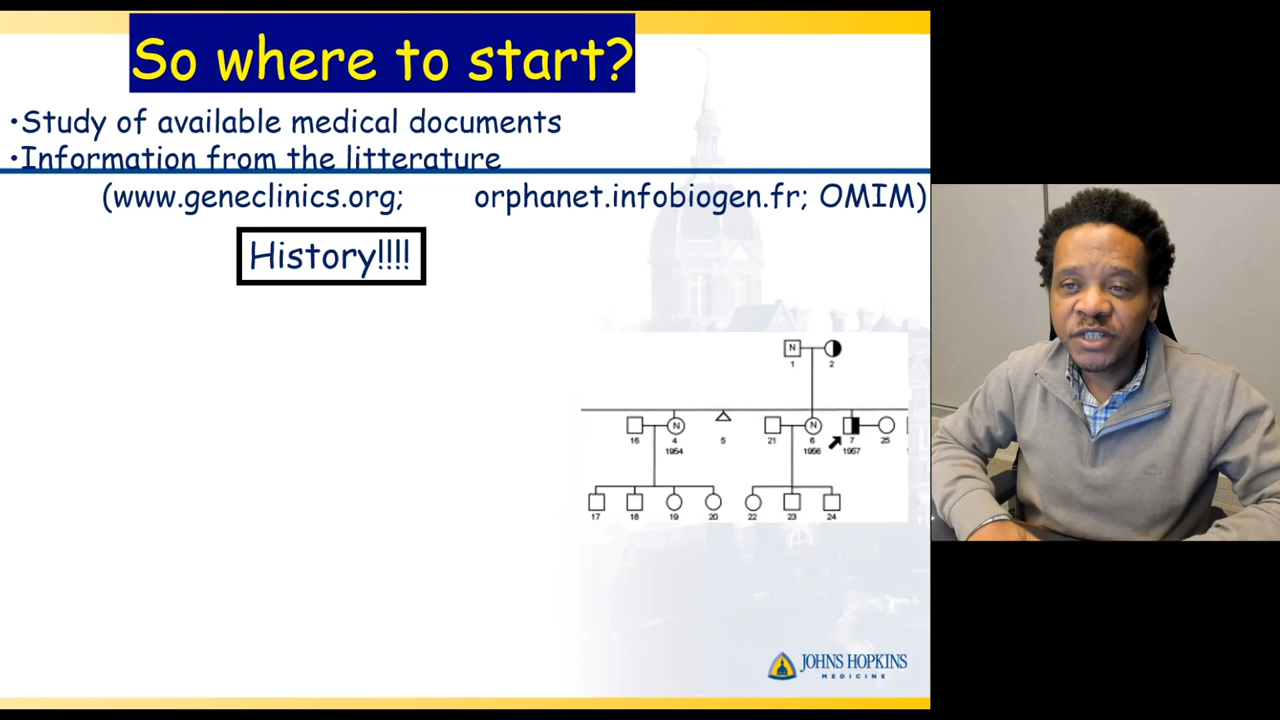 So where to start?
•Study of available medical documents
•Information from the litterature
(www.geneclinics.org; orphanet.infobiogen.fr; OMIM)
History!!!!
N
1 2
N N
16 4 5 21 6 7 25
1954 1956 1957
17 18 19 20 22 23 24
JOHNS HOPKINS
MEDICINE